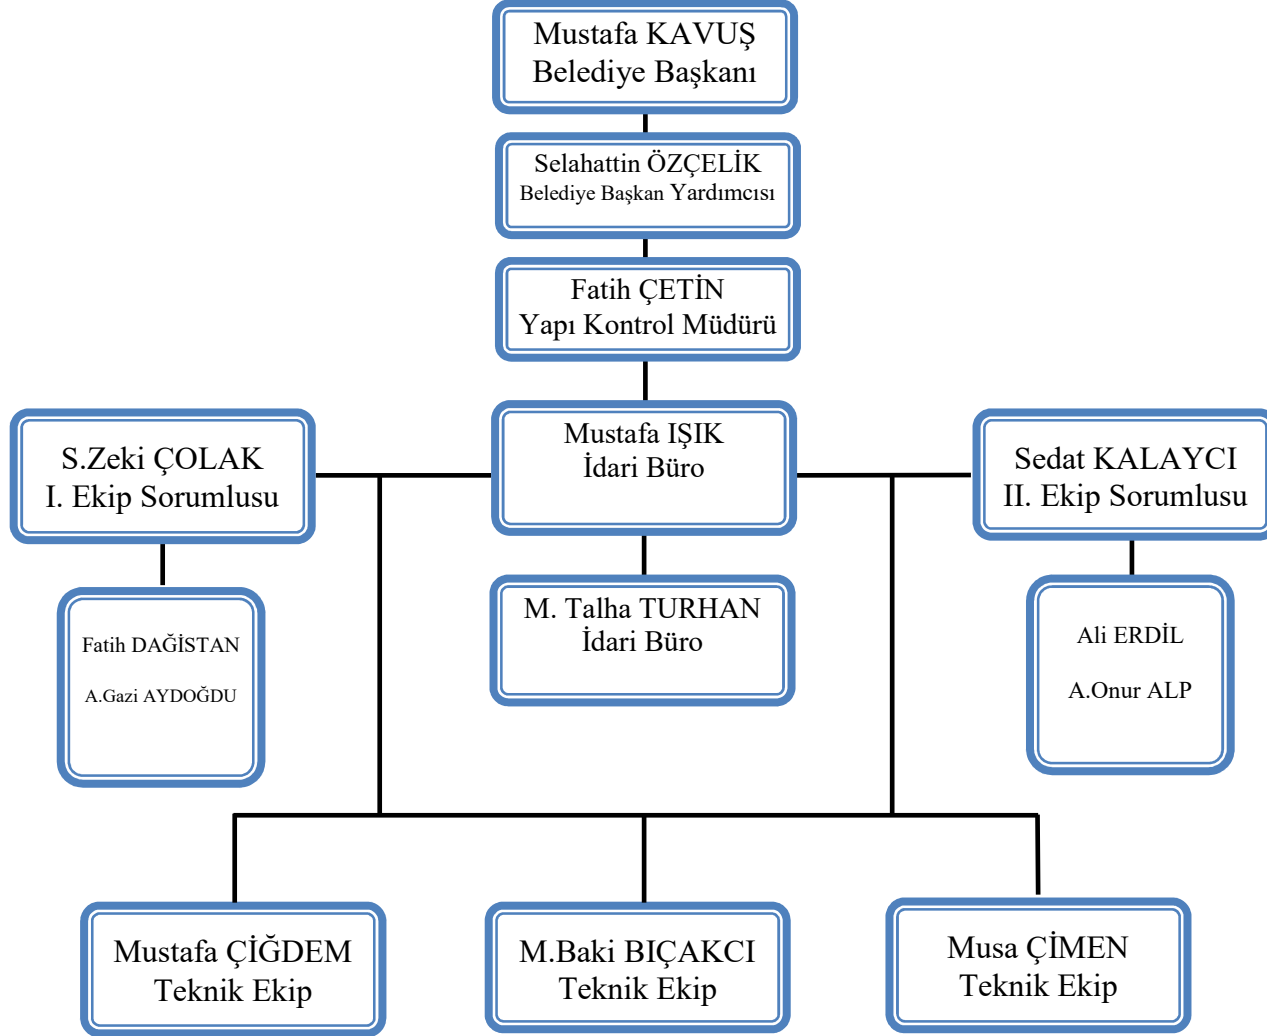 Mustafa KAVUŞ
Belediye Başkanı
Selahattin ÖZÇELİK
Belediye Başkan Yardımcısı
Fatih ÇETİN
Yapı Kontrol Müdürü
S.Zeki ÇOLAK
I. Ekip Sorumlusu
Mustafa IŞIK
İdari Büro
Sedat KALAYCI
II. Ekip Sorumlusu
Fatih DAĞİSTAN
A.Gazi AYDOĞDU
M. Talha TURHAN
İdari Büro
Ali ERDİL
A.Onur ALP
Mustafa ÇİĞDEM
Teknik Ekip
M.Baki BIÇAKCI
Teknik Ekip
Musa ÇİMEN
Teknik Ekip